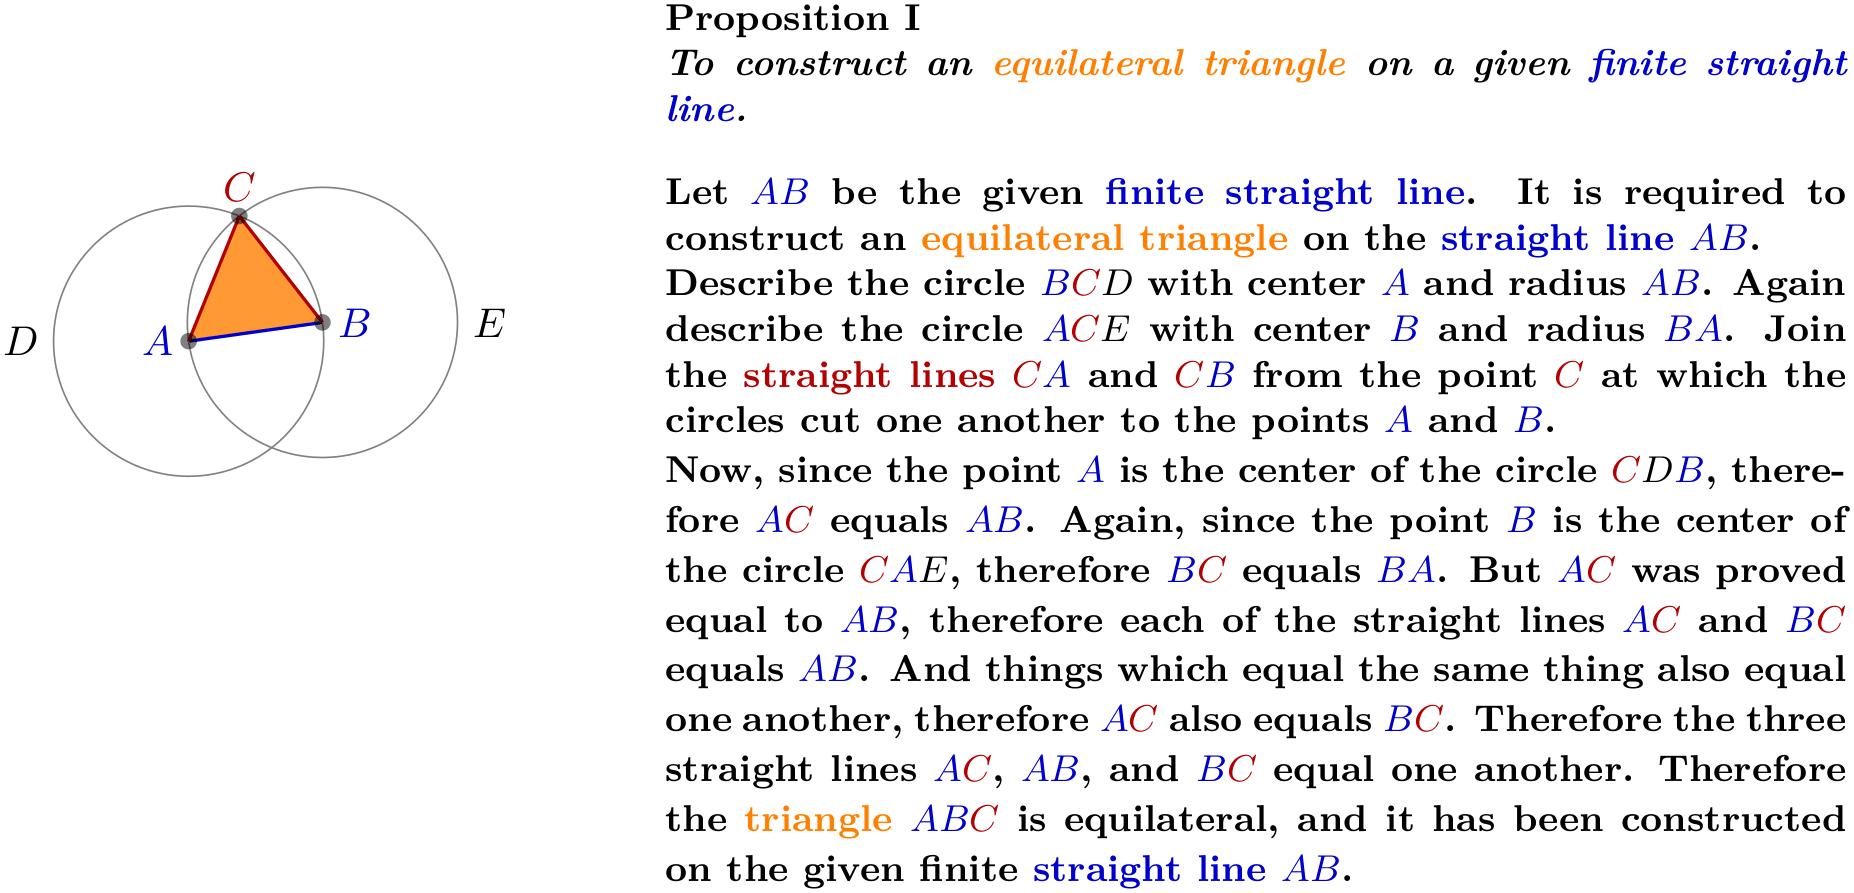 Proposition I
To construct an equilateral triangle on a given finite straight
line.
Let AB be the given finite straight line. It is required to
construct an equilateral triangle on the straight line AB.
Describe the circle BCD with center A and radius AB. Again
describe the circle ACE with center B and radius BA. Join
the straight lines CA and CB from the point C at which the
circles cut one another to the points A and B.
Now, since the point A is the center of the circle CDB, there-
fore AC equals AB. Again, since the point B is the center of
the circle CAE, therefore BC equals BA. But AC was proved
equal to AB, therefore each of the straight lines AC and BC
equals AB. And things which equal the same thing also equal
one another, therefore AC also equals BC. Therefore the three
straight lines AC, AB, and BC equal one another. Therefore
the triangle ABC is equilateral, and it has been constructed
on the given finite straight line AB.
C
D
A
B
E